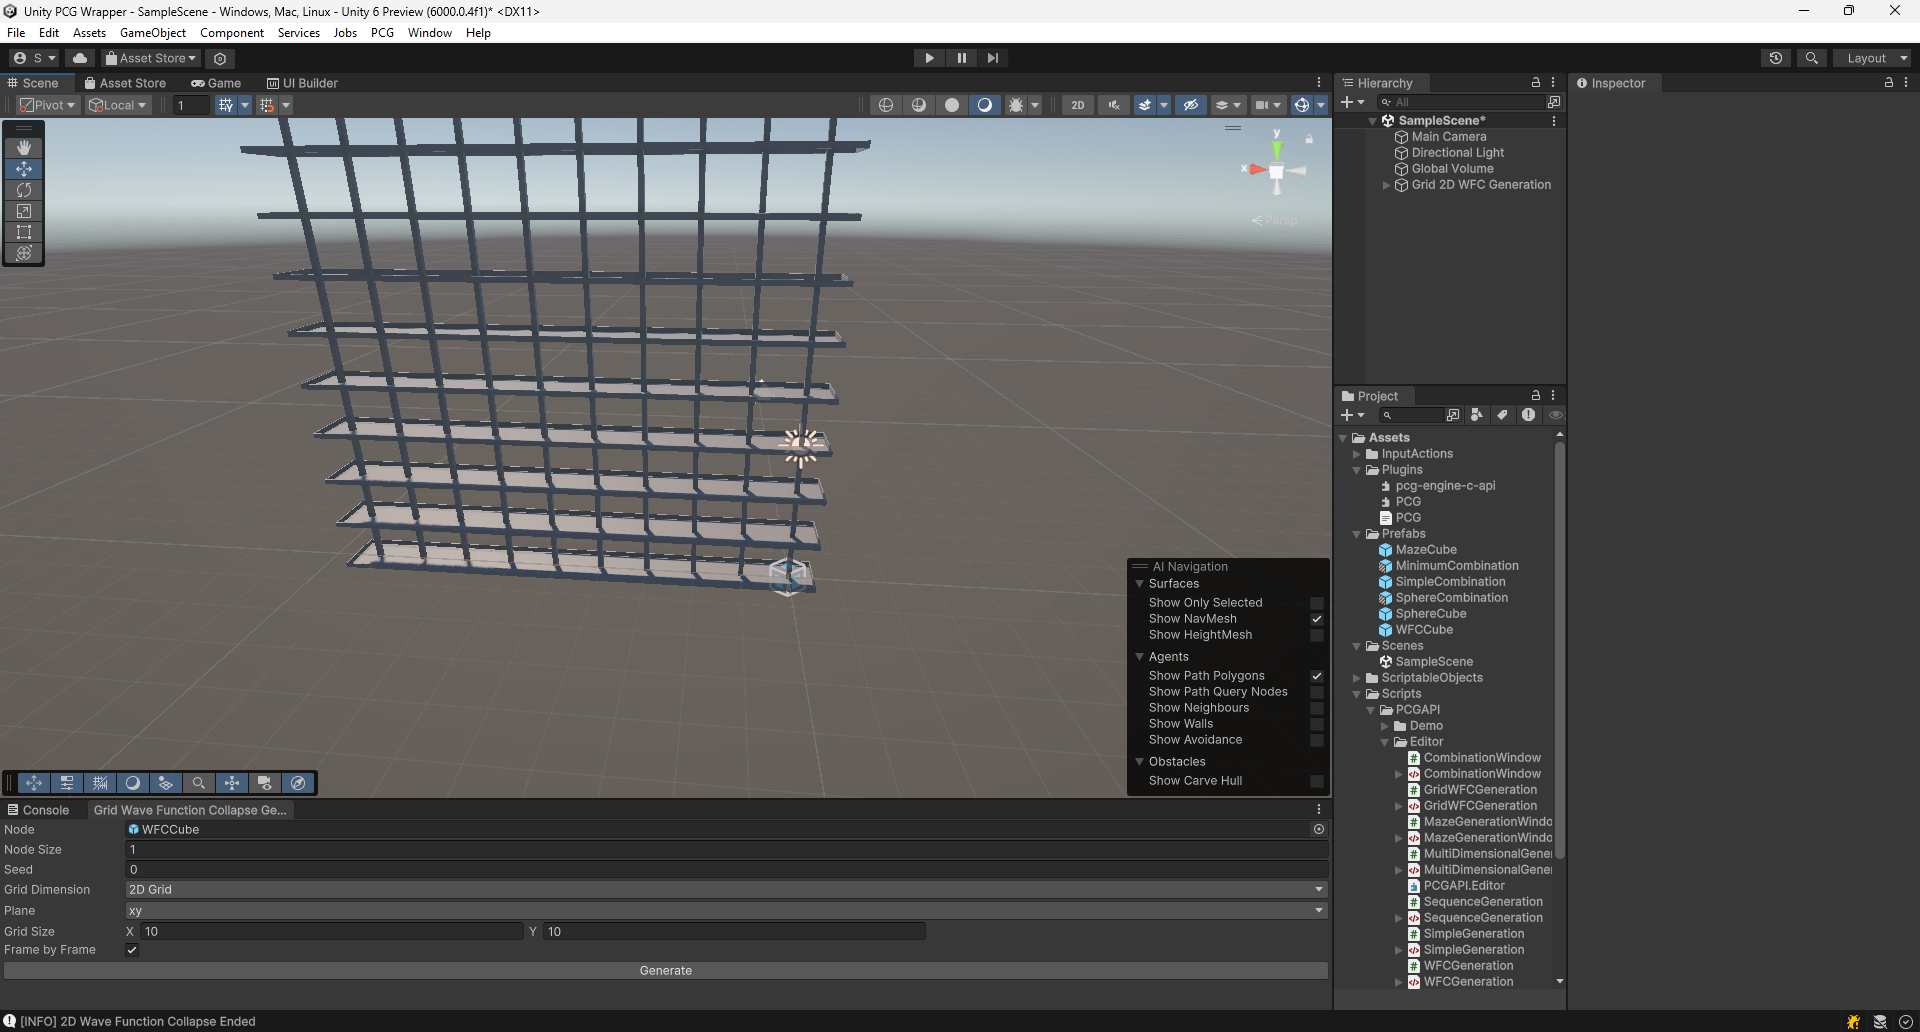 Unity PCG Wrapper - SampleScene - Windows, Mac, Linux - Unity 6 Preview (6000.0.4f1)* <DX11>
File Edit Assets GameObject Component Services Jobs PCG Window Help
S Asset Store Layout
Scene Asset Store Game UI Builder
Pivot Local 1 2D
y
x
Persp
AI Navigation
Surfaces
Show Only Selected
Show NavMesh
Show HeightMesh
Agents
Show Path Polygons
Show Path Query Nodes
Show Neighbours
Show Walls
Show Avoidance
Obstacles
Show Carve Hull
Console Grid Wave Function Collapse Ge...
Node WFCCube
Node Size 1
Seed 0
Grid Dimension 2D Grid
Plane xy
Grid Size X 10 Y 10
Frame by Frame
Generate
[INFO] 2D Wave Function Collapse Ended
Hierarchy
All
SampleScene*
Main Camera
Directional Light
Global Volume
Grid 2D WFC Generation
Project
Assets
InputActions
Plugins
pcg-engine-c-api
PCG
PCG
Prefabs
MazeCube
MinimumCombination
SimpleCombination
SphereCombination
SphereCube
WFCCube
Scenes
SampleScene
ScriptableObjects
Scripts
PCGAPI
Demo
Editor
CombinationWindow
CombinationWindow
GridWFCGeneration
GridWFCGeneration
MazeGenerationWindo
MazeGenerationWindo
MultiDimensionalGene
MultiDimensionalGene
PCGAPI.Editor
SequenceGeneration
SequenceGeneration
SimpleGeneration
SimpleGeneration
WFCGeneration
WFCGeneration
Inspector